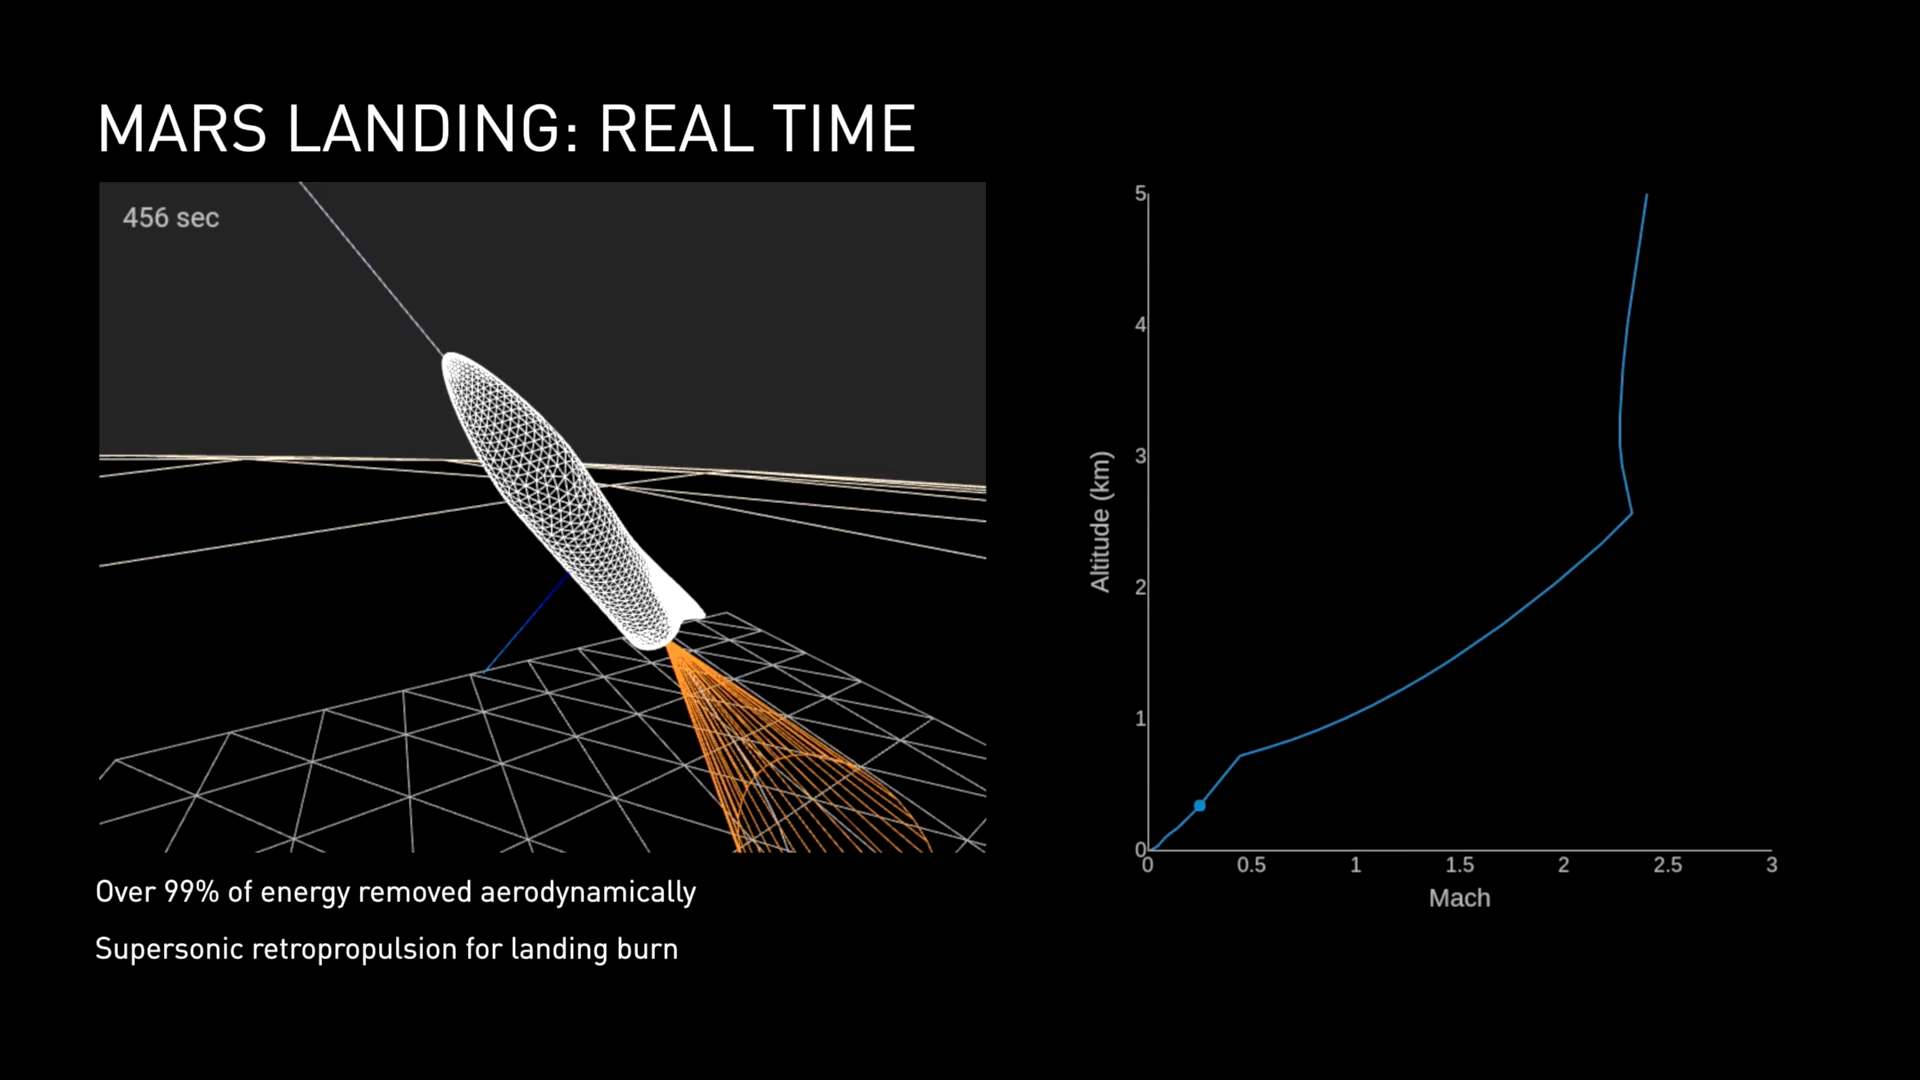 MARS LANDING: REAL TIME
456 sec
Over 99% of energy removed aerodynamically
Supersonic retropropulsion for landing burn
Altitude (km)
5
4
3
2
1
0
0 0.5 1 1.5 2 2.5 3
Mach